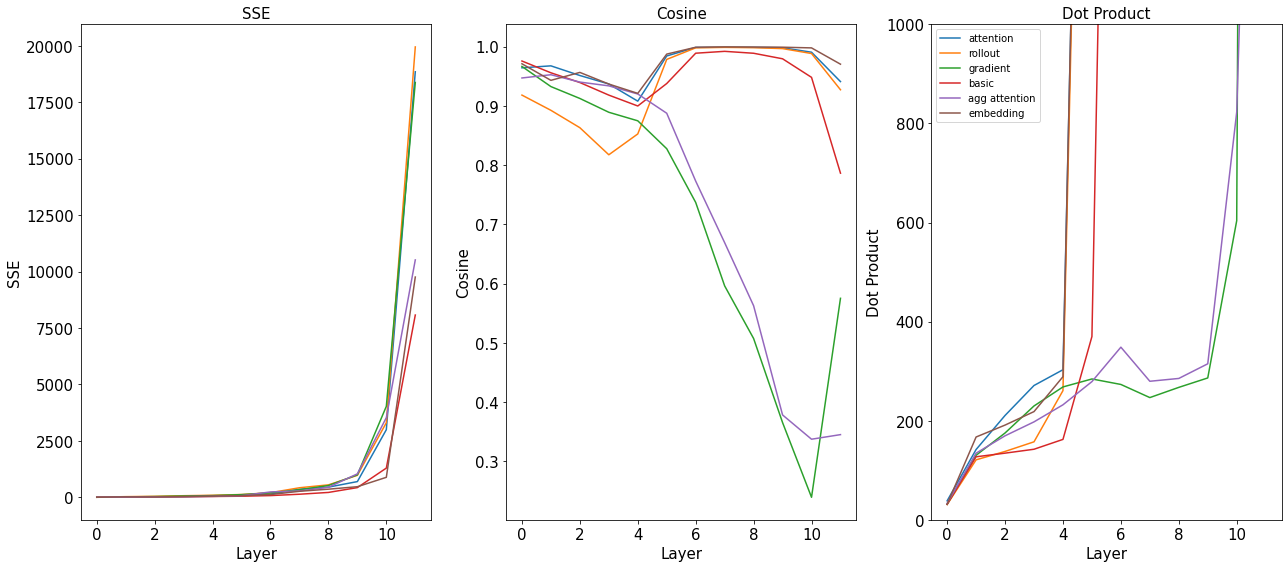 SSE
SSE
20000
17500
15000
12500
10000
7500
5000
2500
0
0 2 4 6 8 10
Layer
Cosine
Cosine
1.0
0.9
0.8
0.7
0.6
0.5
0.4
0.3
0 2 4 6 8 10
Layer
Dot Product
Dot Product
1000
800
600
400
200
0
0 2 4 6 8 10
Layer
attention
rollout
gradient
basic
agg attention
embedding